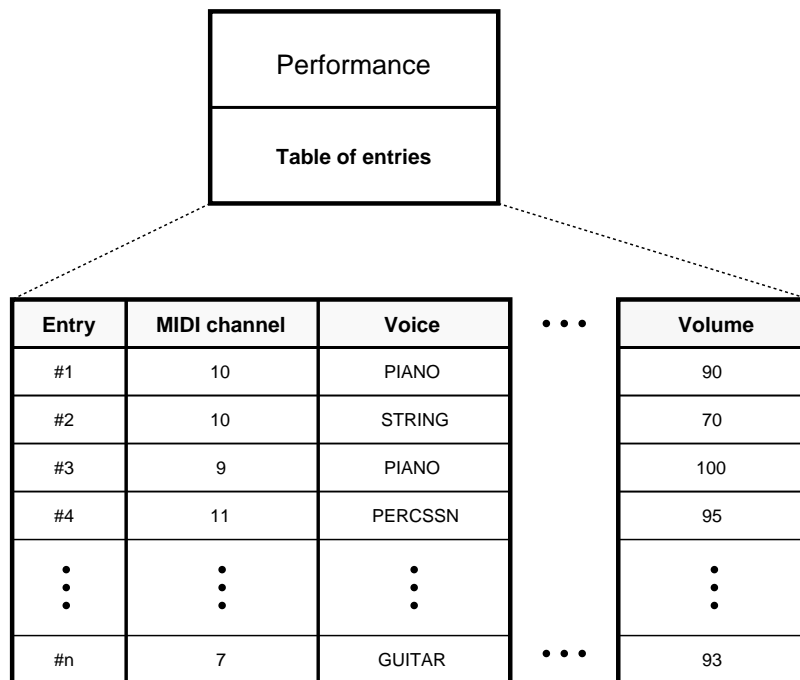 Performance
Table of entries
Entry MIDI channel Voice • • • Volume
#1 10 PIANO 90
#2 10 STRING 70
#3 9 PIANO 100
#4 11 PERCSSN 95
#n 7 GUITAR • • • 93